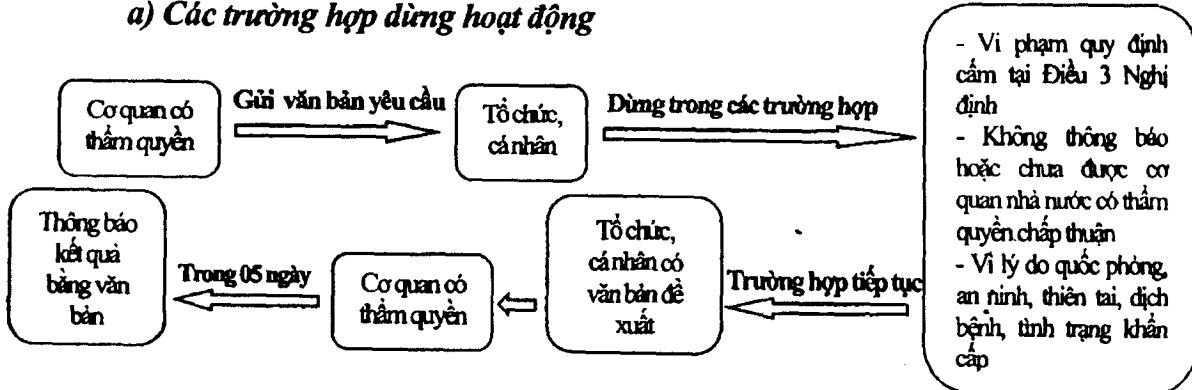 a) Các trường hợp dừng hoạt động
Cơ quan có
thẩm quyền
Gửi văn bản yêu cầu
Tổ chức,
cá nhân
Dừng trong các trường hợp
- Vi phạm quy định
cấm tại Điều 3 Nghị
định
- Không thông báo
hoặc chưa được cơ
quan nhà nước có thẩm
quyền chấp thuận
- Vì lý do quốc phòng,
an ninh, thiên tai, dịch
bệnh, tình trạng khẩn
cấp
Trường hợp tiếp tục
Tổ chức,
cá nhân có
văn bản đề
xuất
Cơ quan có
thẩm quyền
Trong 05 ngày
Thông báo
kết quả
bằng văn
bản